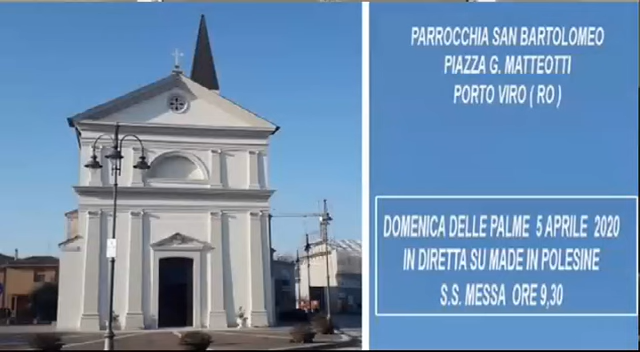 PARROCCHIA SAN BARTOLOMEO
PIAZZA G. MATTEOTTI
PORTO VIRO ( RO )
DOMENICA DELLE PALME 5 APRILE 2020
IN DIRETTA SU MADE IN POLESINE
S.S. MESSA ORE 9,30